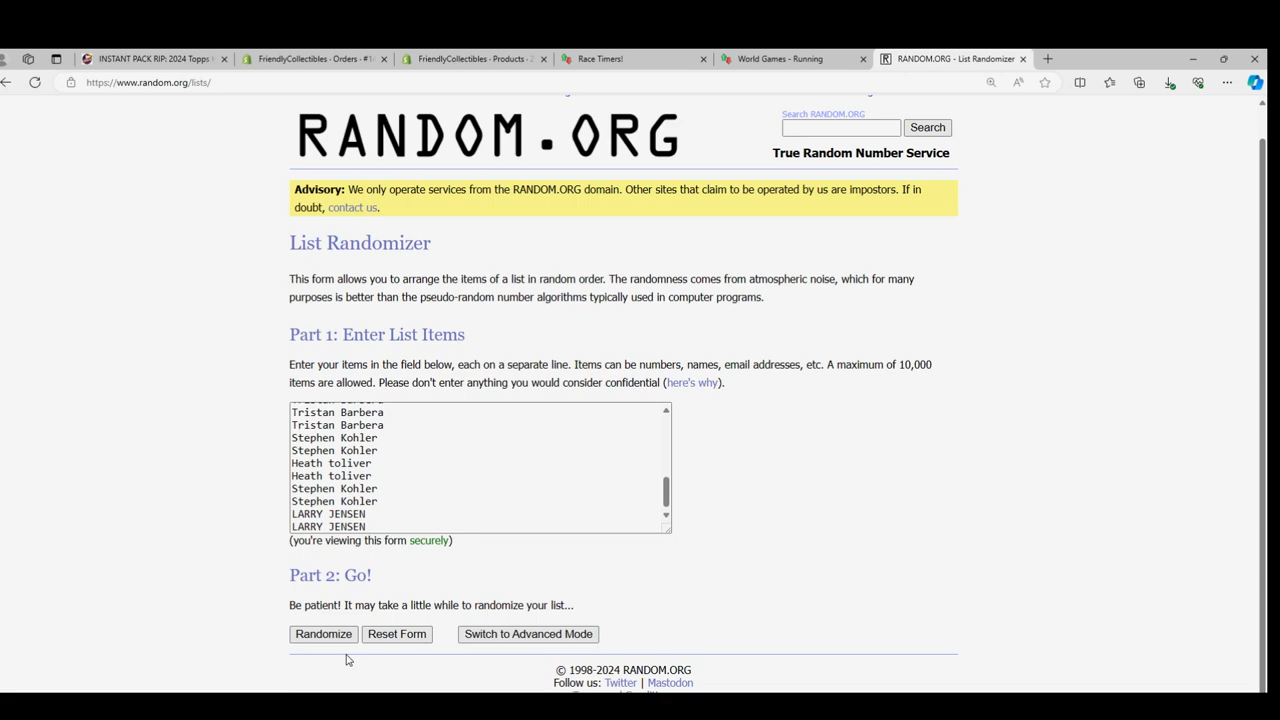 INSTANT PACK RIP: 2024 Topps
FriendlyCollectibles · Orders · #1
FriendlyCollectibles · Products · 2
Race Timers!
World Games - Running
RANDOM.ORG - List Randomizer
https://www.random.org/lists/
RANDOM.ORG
Search RANDOM.ORG
Search
True Random Number Service
Advisory: We only operate services from the RANDOM.ORG domain. Other sites that claim to be operated by us are impostors. If in
doubt, contact us.
List Randomizer
This form allows you to arrange the items of a list in random order. The randomness comes from atmospheric noise, which for many
purposes is better than the pseudo-random number algorithms typically used in computer programs.
Part 1: Enter List Items
Enter your items in the field below, each on a separate line. Items can be numbers, names, email addresses, etc. A maximum of 10,000
items are allowed. Please don't enter anything you would consider confidential (here's why).
Tristan Barbera
Tristan Barbera
Stephen Kohler
Stephen Kohler
Heath toliver
Heath toliver
Stephen Kohler
Stephen Kohler
LARRY JENSEN
LARRY JENSEN
(you're viewing this form securely)
Part 2: Go!
Be patient! It may take a little while to randomize your list...
Randomize
Reset Form
Switch to Advanced Mode
© 1998-2024 RANDOM.ORG
Follow us: Twitter | Mastodon